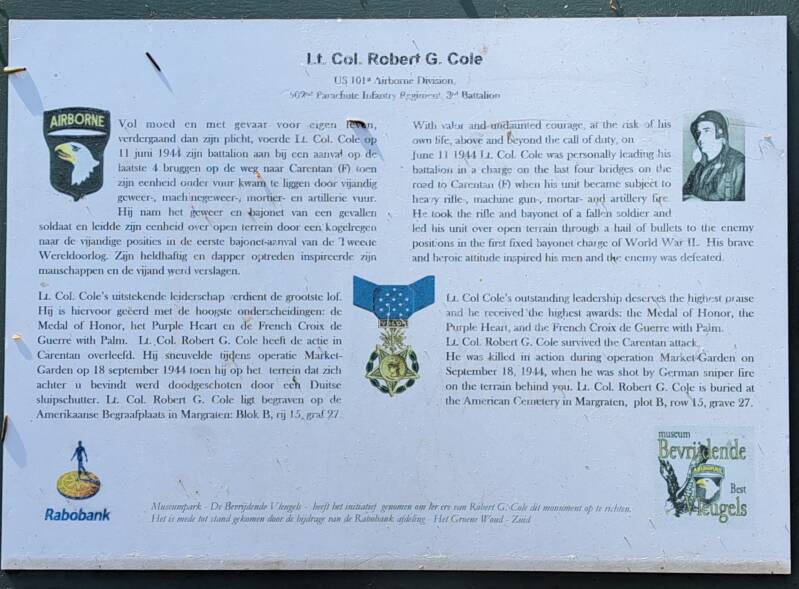 Lt. Col. Robert G. Cole
US 101st Airborne Division,
502nd Parachute Infantry Regiment, 3rd Battalion
AIRBORNE
Vol moed en met gevaar voor eigen leven,
verdergaand dan zijn plicht, voerde Lt. Col. Cole op
11 juni 1944 zijn battalion aan bij een aanval op de
laatste 4 bruggen op de weg naar Carentan (F) toen
zijn eenheid onder vuur kwam te liggen door vijandig
geweer-, machinegeweer-, mortier- en artillerie vuur.
Hij nam het geweer en bajonet van een gevallen
soldaat en leidde zijn eenheid over open terrein door een kogelregen
naar de vijandige posities in de eerste bajonet-aanval van de Tweede
Wereldoorlog. Zijn heldhaftig en dapper optreden inspireerde zijn
manschappen en de vijand werd verslagen.
Lt. Col. Cole's uitstekende leiderschap verdient de grootste lof.
Hij is hiervoor geëerd met de hoogste onderscheidingen: de
Medal of Honor, het Purple Heart en de French Croix de
Guerre with Palm. Lt. Col. Robert G. Cole heeft de actie in
Carentan overleefd. Hij sneuvelde tijdens operatie Market-
Garden op 18 september 1944 toen hij op het terrein dat zich
achter u bevindt werd doodgeschoten door een Duitse
sluipschutter. Lt. Col. Robert G. Cole ligt begraven op de
Amerikaanse Begraafplaats in Margraten: Blok B, rij 15, graf 27.
With valor and undaunted courage, at the risk of his
own life, above and beyond the call of duty, on
June 11 1944 Lt. Col. Cole was personally leading his
battalion in a charge on the last four bridges on the
road to Carentan (F) when his unit became subject to
heavy rifle-, machine gun-, mortar- and artillery fire.
He took the rifle and bayonet of a fallen soldier and
led his unit over open terrain through a hail of bullets to the enemy
positions in the first fixed bayonet charge of World War II. His brave
and heroic attitude inspired his men and the enemy was defeated.
Lt. Col Cole's outstanding leadership deserves the highest praise
and he received the highest awards: the Medal of Honor, the
Purple Heart, and the French Croix de Guerre with Palm.
Lt. Col. Robert G. Cole survived the Carentan attack.
He was killed in action during operation Market-Garden on
September 18, 1944, when he was shot by German sniper fire
on the terrain behind you. Lt. Col. Robert G. Cole is buried at
the American Cemetery in Margraten, plot B, row 15, grave 27.
Rabobank
Museumpark - De Bevrijdende Vleugels - heeft het initiatief genomen om ter ere van Robert G. Cole dit monument op te richten.
Het is mede tot stand gekomen door de bijdrage van de Rabobank afdeling - Het Groene Woud - Zuid
museum
Bevrijdende
AIRBORNE
Best
Vleugels